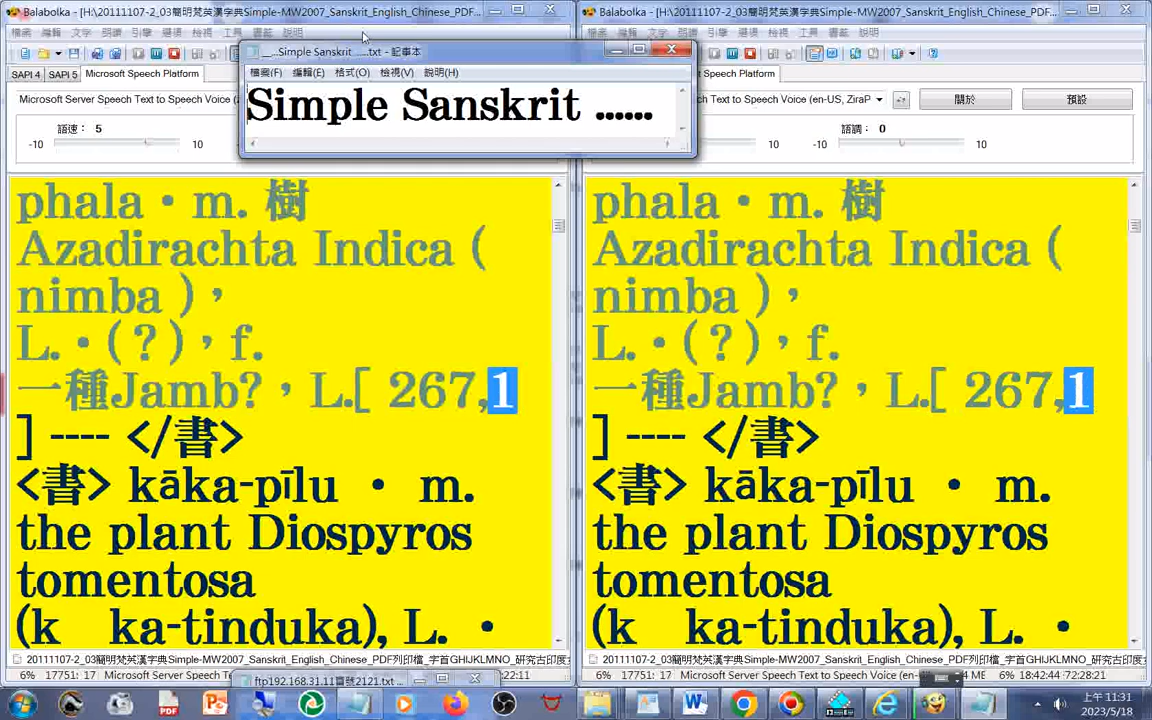 Balabolka - [H:\20111107-2_03簡明梵英漢字典Simple-MW2007_Sanskrit_English_Chinese_PDF
Balabolka - [H:\20111107-2_03簡明梵英漢字典Simple-MW2007_Sanskrit_English_Chinese_PDF...
__...Simple Sanskrit ......txt - 記事本
檔案(F) 編輯(E) 格式(O) 檢視(V) 說明(H)
Simple Sanskrit ......
SAPI 4 SAPI 5 Microsoft Speech Platform
Speech Platform
Microsoft Server Speech Text to Speech Voice
Text to Speech Voice (en-US, ZiraP
關於 預設
語速： 5
-10 10
語調： 0
-10 10
phala · m. 樹
Azadirachta Indica (
nimba )，
L. · (？)，f.
一種Jamb?，L.[ 267,1
] ---- </書>
<書> kāka-pīlu · m.
the plant Diospyros
tomentosa
(k ka-tinduka), L. ·
phala · m. 樹
Azadirachta Indica (
nimba )，
L. · (？)，f.
一種Jamb?，L.[ 267,1
] ---- </書>
<書> kāka-pīlu · m.
the plant Diospyros
tomentosa
(k ka-tinduka), L. ·
20111107-2_03簡明梵英漢字典Simple-MW2007_Sanskrit_English_Chinese_PDF列印檔_字首GHIJKLMNO_研究古印度
20111107-2_03簡明梵英漢字典Simple-MW2007_Sanskrit_English_Chinese_PDF列印檔_字首GHIJKLMNO_研究古印度
6% 17751: 17 Microsoft Server Speech
ftp192.168.31.11
6% 17751: 17 Microsoft Server Speech Text to Speech
6% 18:42:44 72:28:21
上午 11:31
2023/5/18